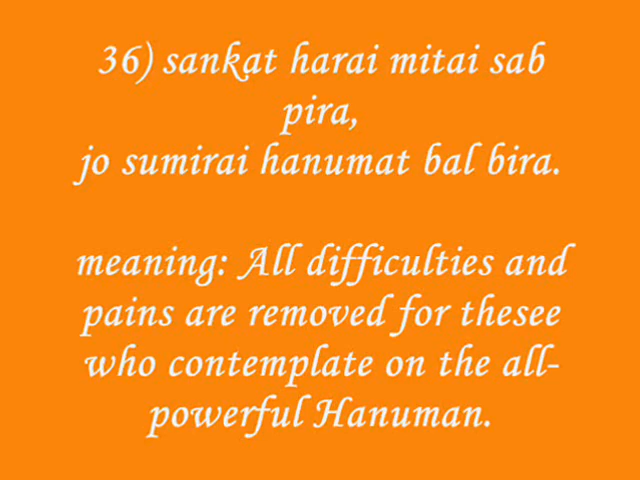 36) sankat harai mitai sab
pira,
jo sumirai hanumat bal bira.
meaning: All difficulties and
pains are removed for thesee
who contemplate on the all-
powerful Hanuman.